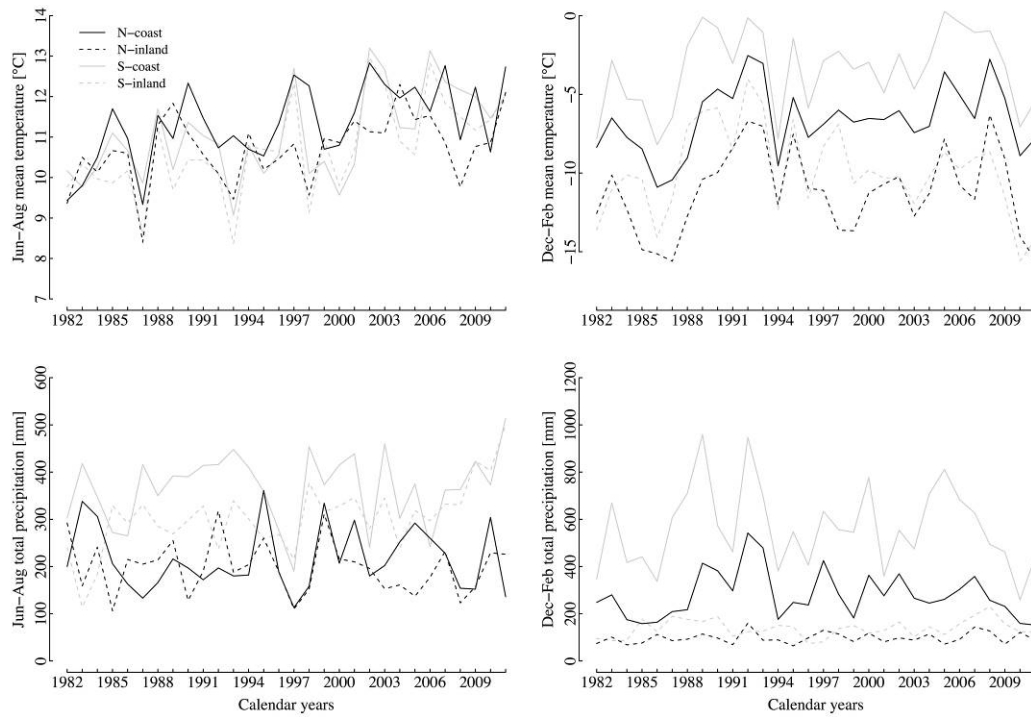 Jun−Aug mean temperature [°C]
14
13
12
11
10
9
8
7
N−coast
N−inland
S−coast
S−inland
1982 1985 1988 1991 1994 1997 2000 2003 2006 2009
Dec−Feb mean temperature [°C]
0
−5
−10
−15
1982 1985 1988 1991 1994 1997 2000 2003 2006 2009
Jun−Aug total precipitation [mm]
600
500
400
300
200
100
0
1982 1985 1988 1991 1994 1997 2000 2003 2006 2009
Calendar years
Dec−Feb total precipitation [mm]
1200
1000
800
600
400
200
0
1982 1985 1988 1991 1994 1997 2000 2003 2006 2009
Calendar years